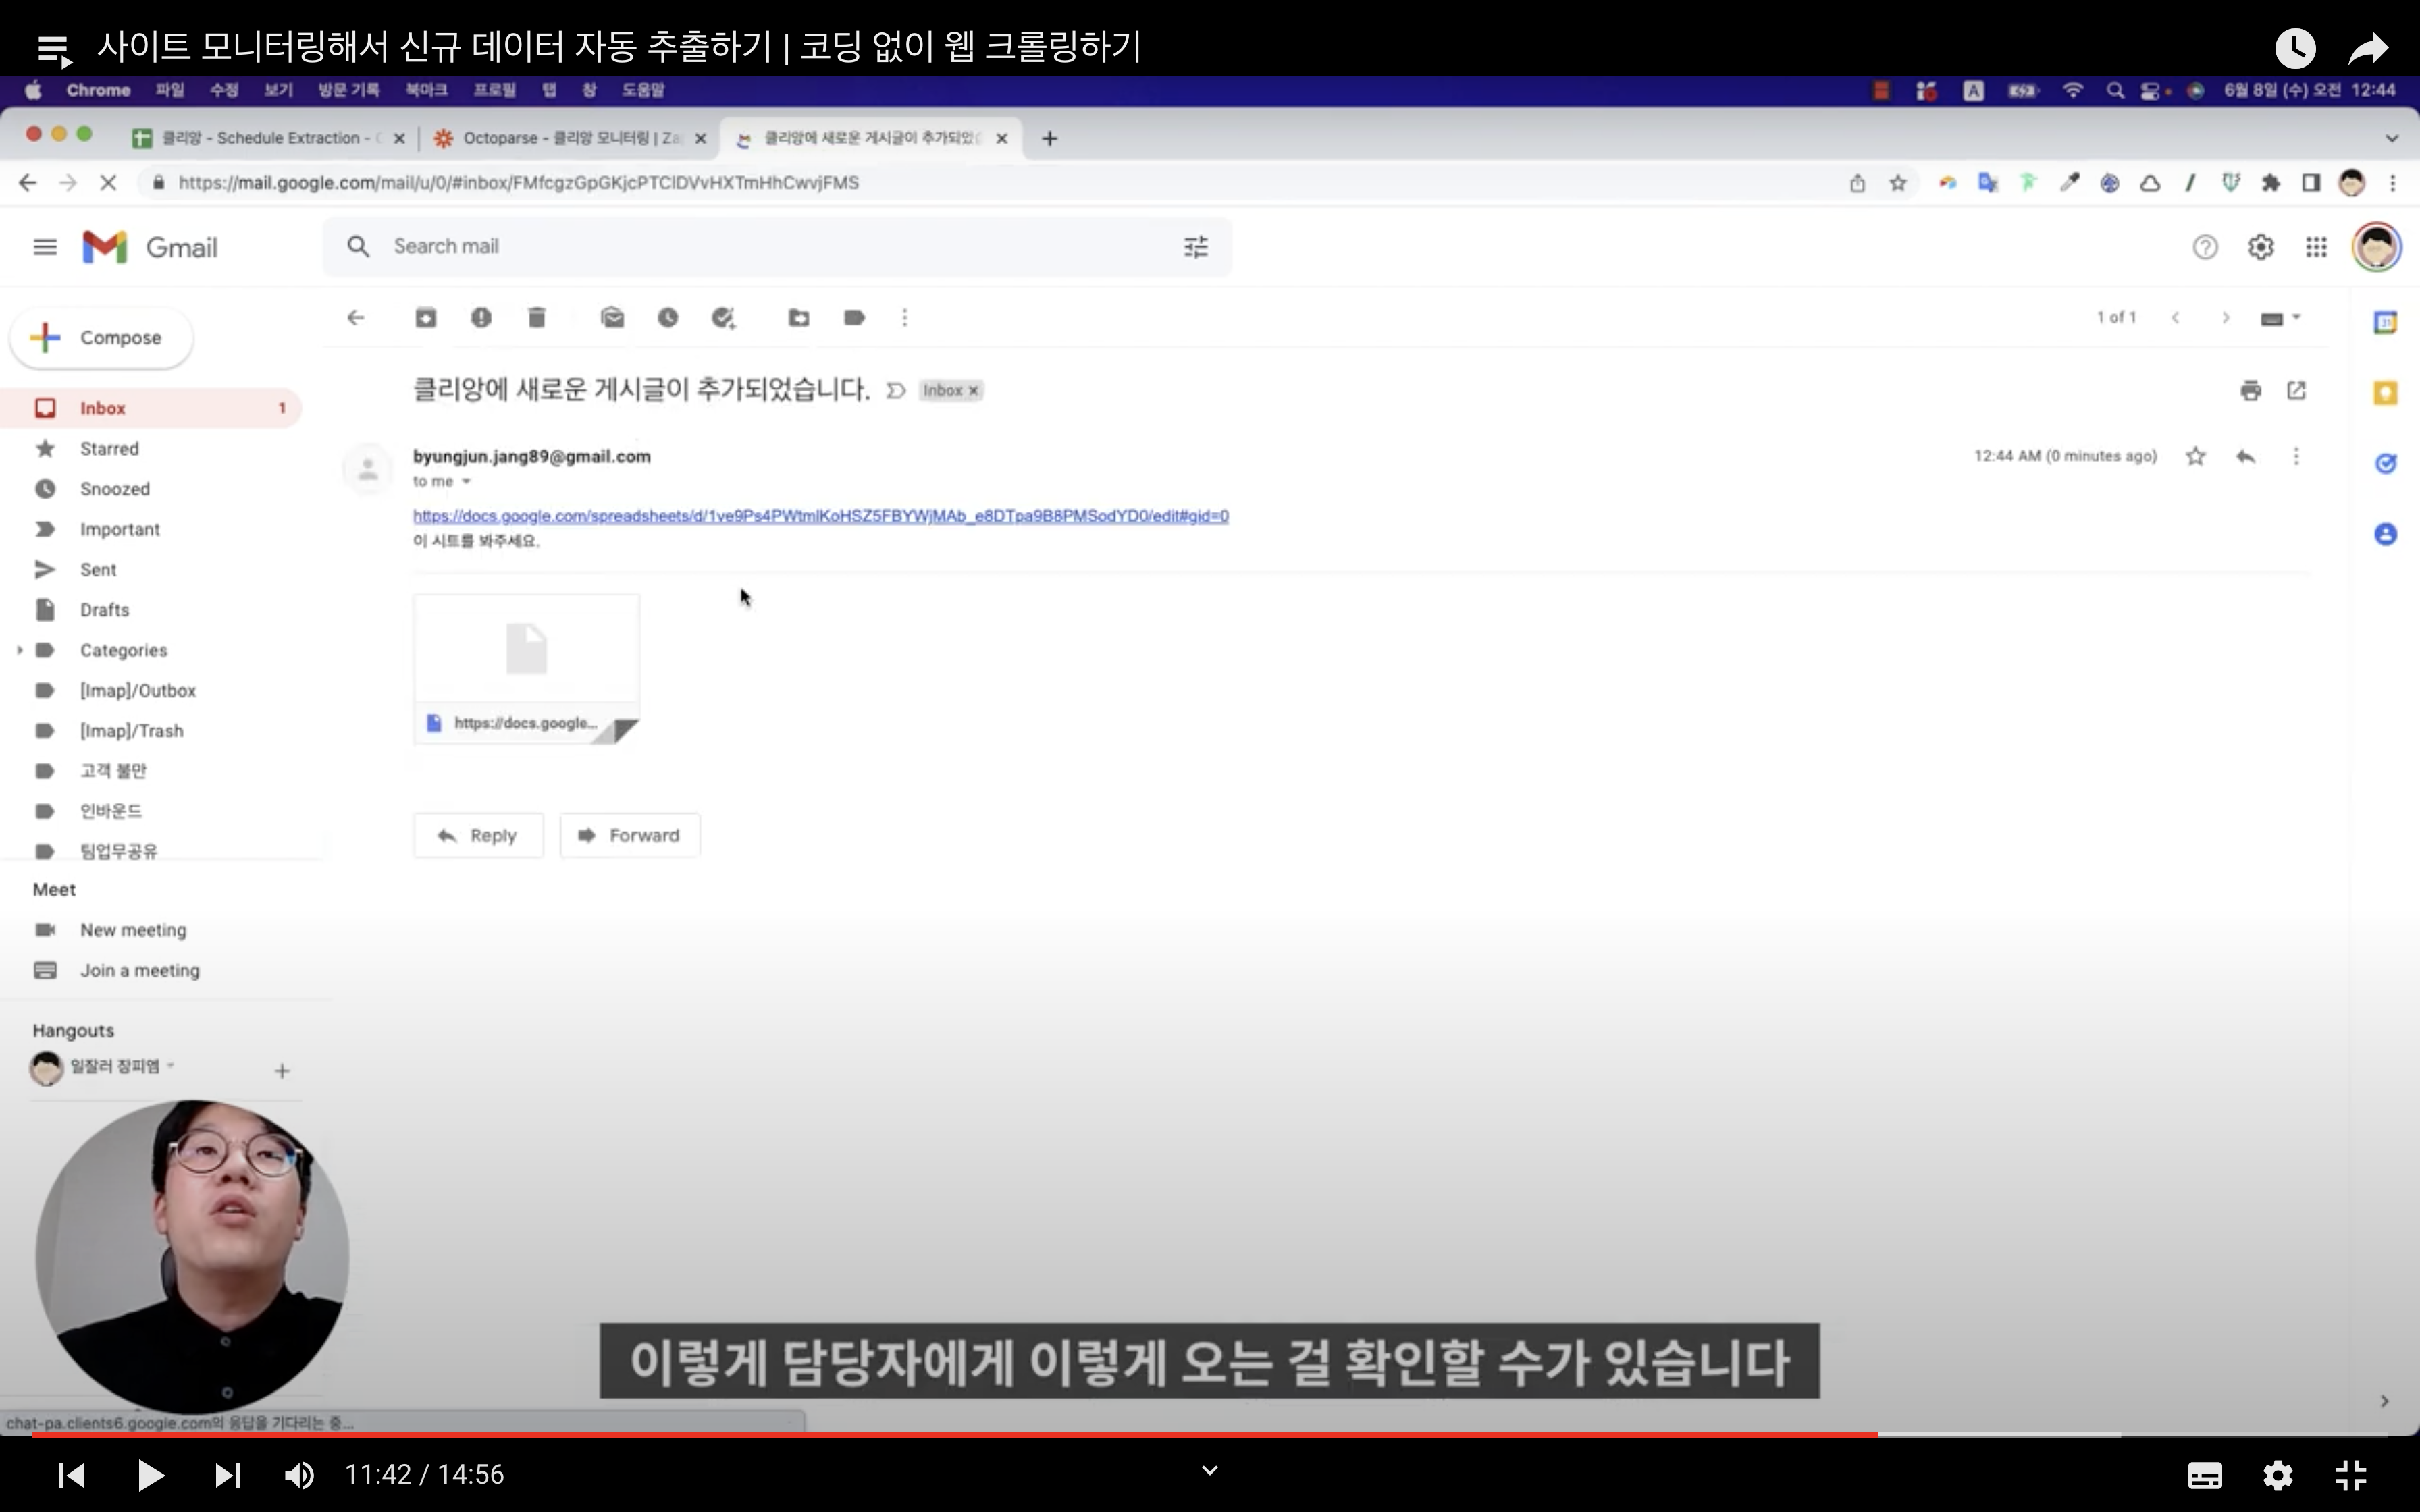 사이트 모니터링해서 신규 데이터 자동 추출하기 | 코딩 없이 웹 크롤링하기
Chrome 파일 수정 보기 방문 기록 북마크 프로필 탭 창 도움말
A
6월 8일 (수) 오전 12:44
클리앙 - Schedule Extraction -
Octoparse - 클리앙 모니터링 | Za
클리앙에 새로운 게시글이 추가되었
https://mail.google.com/mail/u/0/#inbox/
Gmail
Search mail
Compose
1 of 1
클리앙에 새로운 게시글이 추가되었습니다.
Inbox ×
Inbox 1
Starred
byungjun.jang89@gmail.com
12:44 AM (0 minutes ago)
to me
Snoozed
https://docs.google.com/spreadsheets/d/
이 시트를 봐주세요.
Important
Sent
Drafts
Categories
[Imap]/Outbox
[Imap]/Trash
https://docs.google...
고객 불만
인바운드
팀업무공유
Reply
Forward
Meet
New meeting
Join a meeting
Hangouts
일잘러 장피엠
이렇게 담당자에게 이렇게 오는 걸 확인할 수가 있습니다
chat-pa.clients6.google.com의 응답을 기다리는 중...
11:42 / 14:56